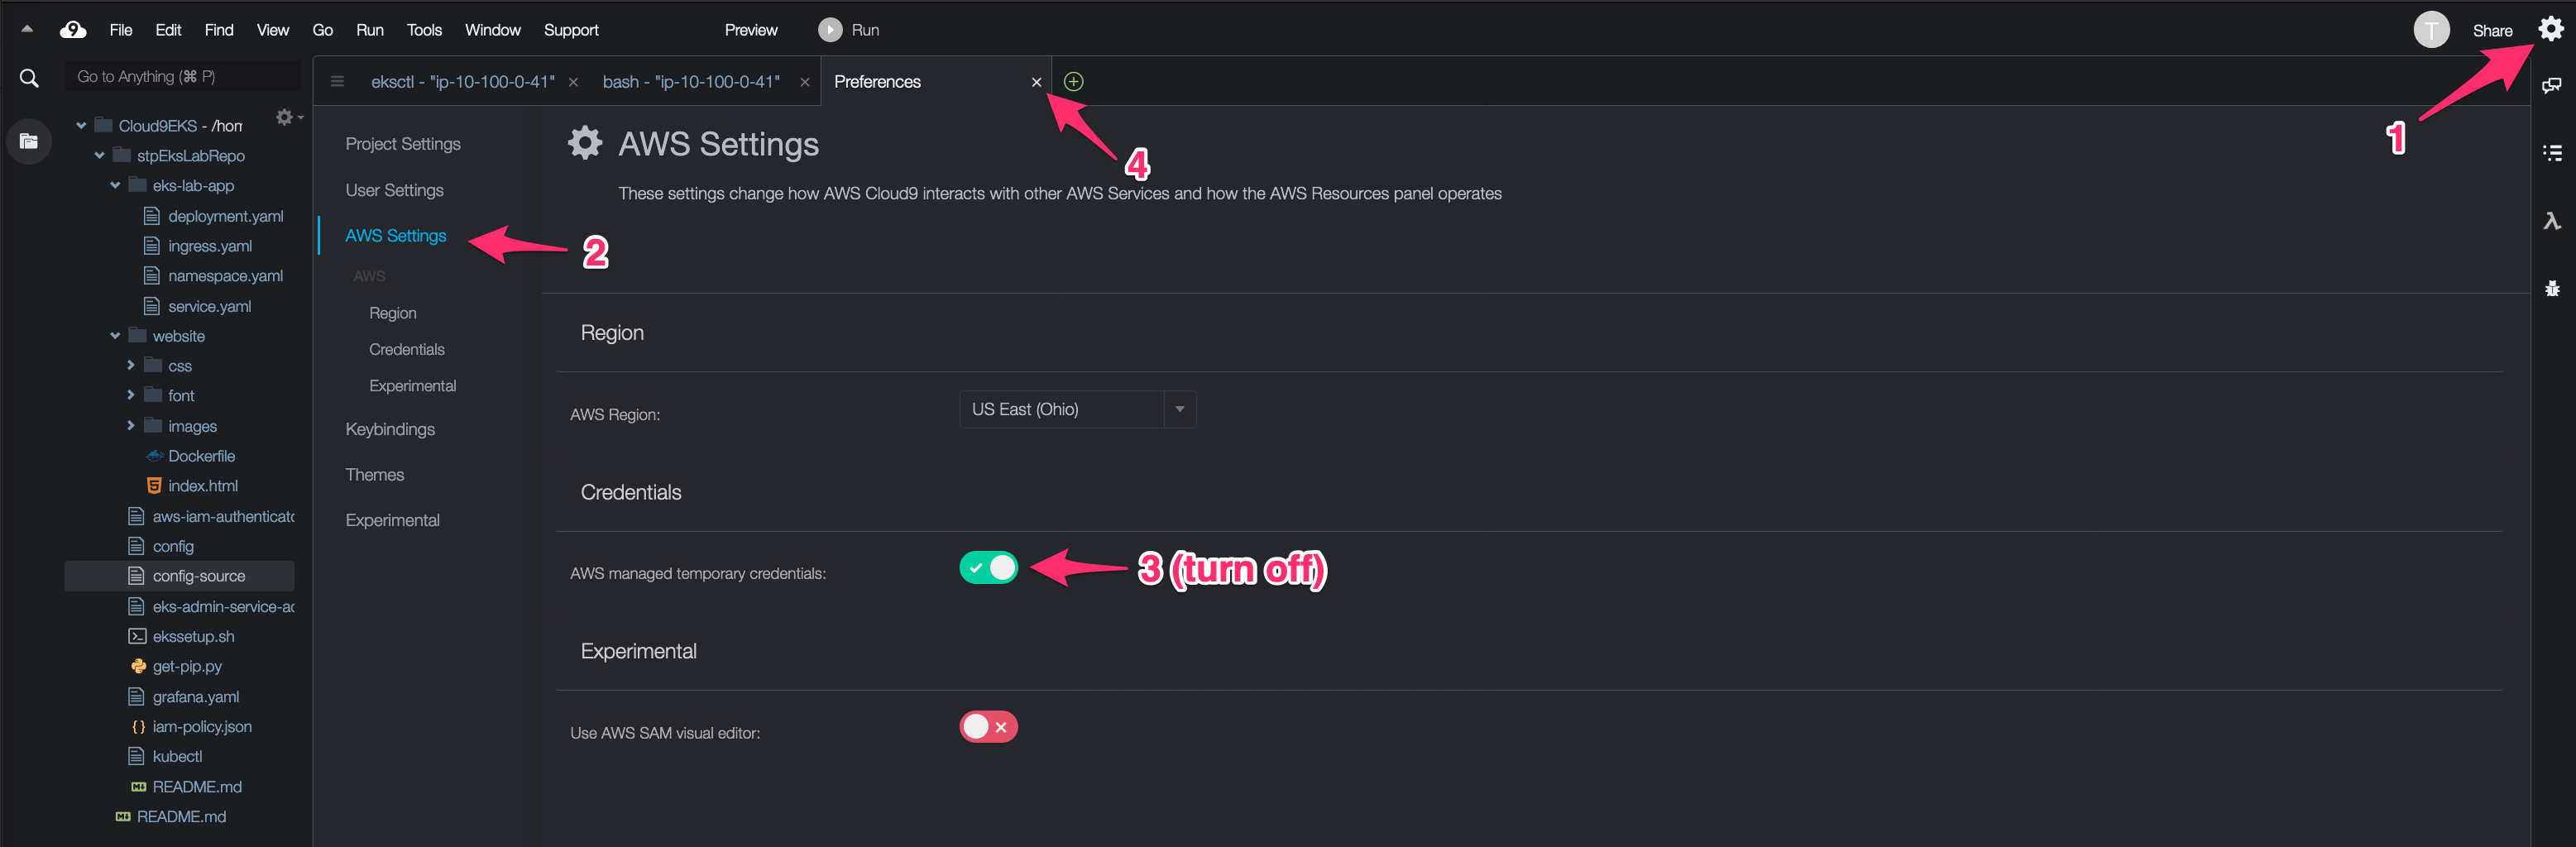 9 File Edit Find View Go Run Tools Window Support Preview Run T Share
Go to Anything (⌘ P)
eksctl - "ip-10-100-0-41" × bash - "ip-10-100-0-41" × Preferences ×
1
4
Cloud9EKS - /hom
stpEksLabRepo
eks-lab-app
deployment.yaml
ingress.yaml
namespace.yaml
service.yaml
website
css
font
images
Dockerfile
index.html
aws-iam-authenticato
config
config-source
eks-admin-service-ac
ekssetup.sh
get-pip.py
grafana.yaml
iam-policy.json
kubectl
README.md
README.md
Project Settings
User Settings
AWS Settings
2
AWS
Region
Credentials
Experimental
Keybindings
Themes
Experimental
AWS Settings
These settings change how AWS Cloud9 interacts with other AWS Services and how the AWS Resources panel operates
Region
AWS Region: US East (Ohio)
Credentials
AWS managed temporary credentials: 3 (turn off)
Experimental
Use AWS SAM visual editor: